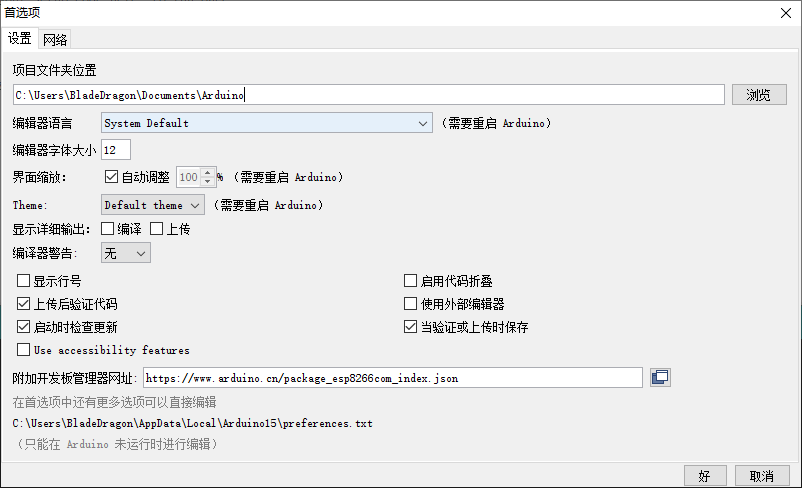 首选项
设置 网络
项目文件夹位置
C:\Users\BladeDragon\Documents\Arduino 浏览
编辑器语言 System Default (需要重启 Arduino)
编辑器字体大小 12
界面缩放: 自动调整 100 % (需要重启 Arduino)
Theme: Default theme (需要重启 Arduino)
显示详细输出: 编译 上传
编译器警告: 无
显示行号 启用代码折叠
上传后验证代码 使用外部编辑器
启动时检查更新 当验证或上传时保存
Use accessibility features
附加开发板管理器网址: https://www.arduino.cn/package_esp8266com_index.json
在首选项中还有更多选项可以直接编辑
C:\Users\BladeDragon\AppData\Local\Arduino15\preferences.txt
(只能在 Arduino 未运行时进行编辑)
好 取消